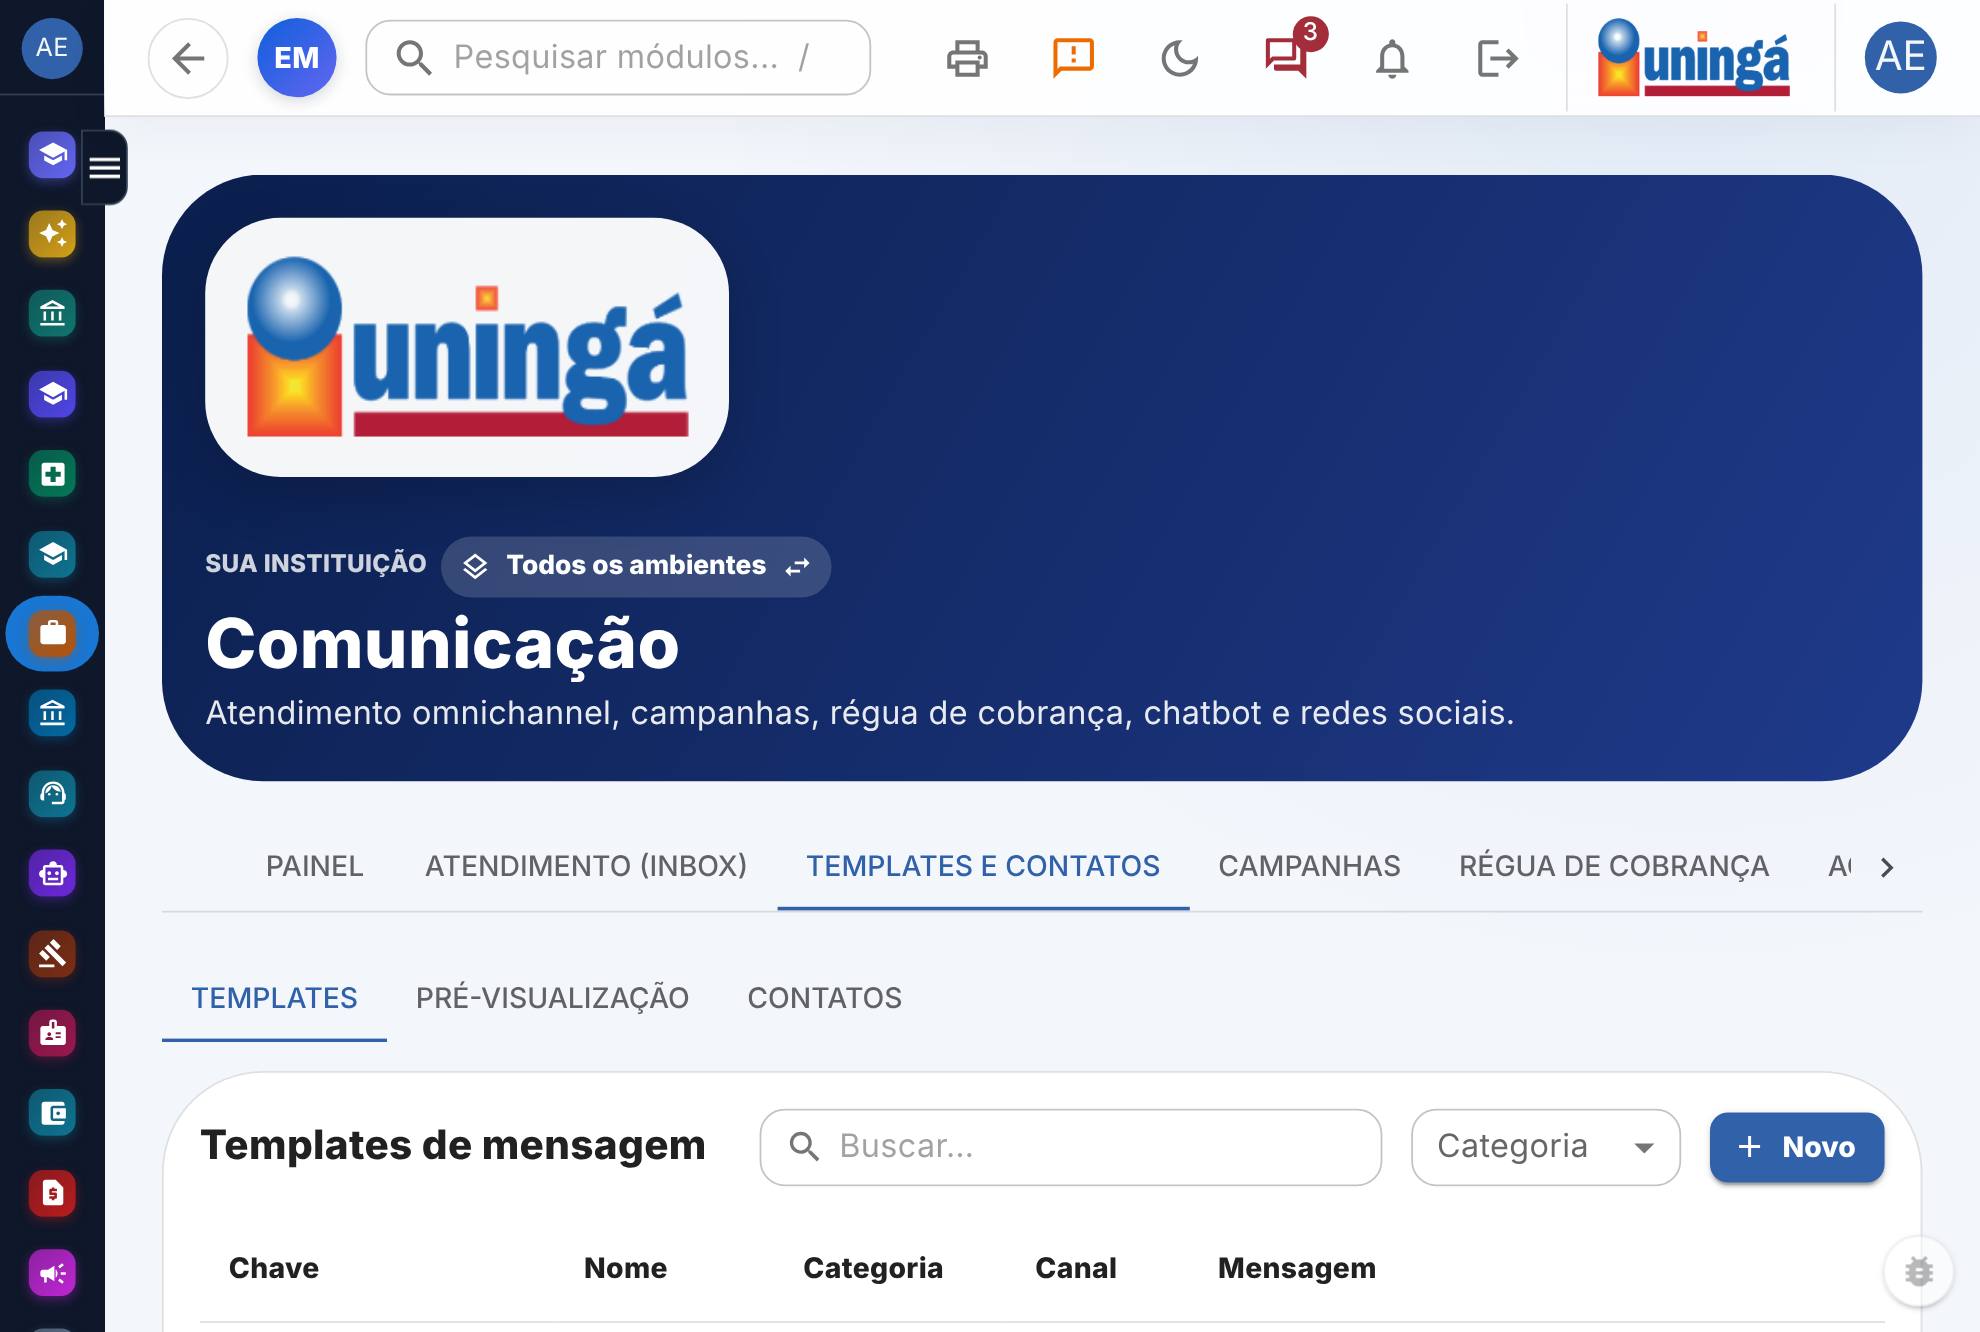 AE
EM
Pesquisar módulos... /
3
uningá
AE
uningá
SUA INSTITUIÇÃO
Todos os ambientes
Comunicação
Atendimento omnichannel, campanhas, régua de cobrança, chatbot e redes sociais.
PAINEL
ATENDIMENTO (INBOX)
TEMPLATES E CONTATOS
CAMPANHAS
RÉGUA DE COBRANÇA
TEMPLATES
PRÉ-VISUALIZAÇÃO
CONTATOS
Templates de mensagem
Buscar...
Categoria
+ Novo
Chave Nome Categoria Canal Mensagem